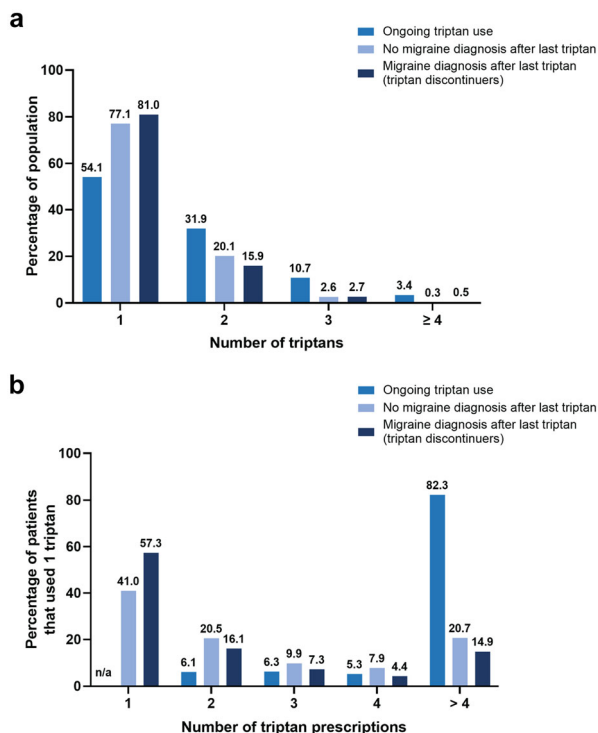 a
Ongoing triptan use
No migraine diagnosis after last triptan
Migraine diagnosis after last triptan
(triptan discontinuers)
Percentage of population
100
80
60
40
20
0
54.1
77.1
81.0
31.9
20.1
15.9
10.7
2.6
2.7
3.4
0.3
0.5
1
2
3
≥ 4
Number of triptans
b
Ongoing triptan use
No migraine diagnosis after last triptan
Migraine diagnosis after last triptan
(triptan discontinuers)
Percentage of patients
that used 1 triptan
100
80
60
40
20
0
n/a
41.0
57.3
6.1
20.5
16.1
6.3
9.9
7.3
5.3
7.9
4.4
82.3
20.7
14.9
1
2
3
4
> 4
Number of triptan prescriptions